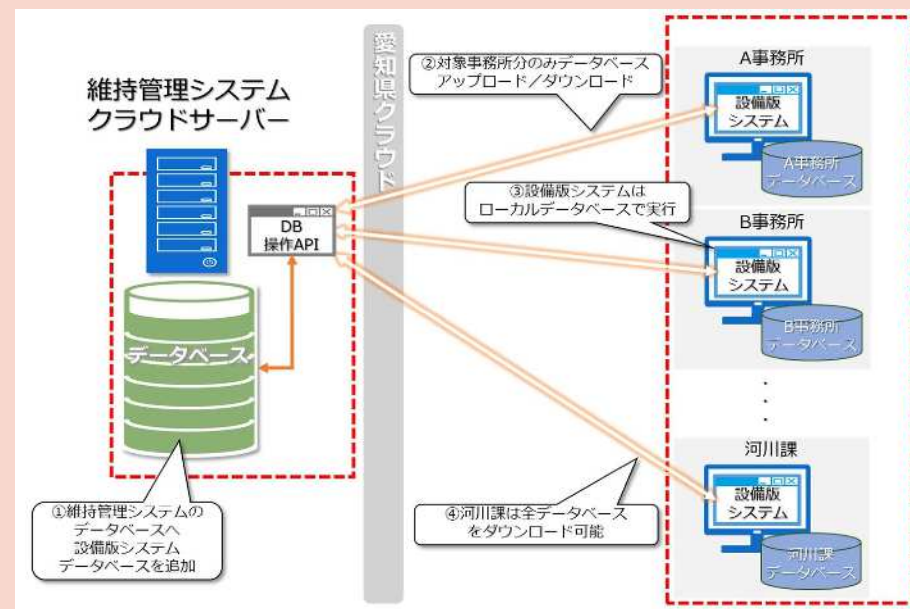 維持管理システム
クラウドサーバー
DB
操作API
データベース
①維持管理システムの
データベースへ
設備版システム
データベースを追加
愛知県クラウド
②対象事務所分のみデータベース
アップロード／ダウンロード
③設備版システムは
ローカルデータベースで実行
④河川課は全データベース
をダウンロード可能
A事務所
設備版
システム
A事務所
データベース
B事務所
設備版
システム
B事務所
データベース
河川課
設備版
システム
河川課
データベース